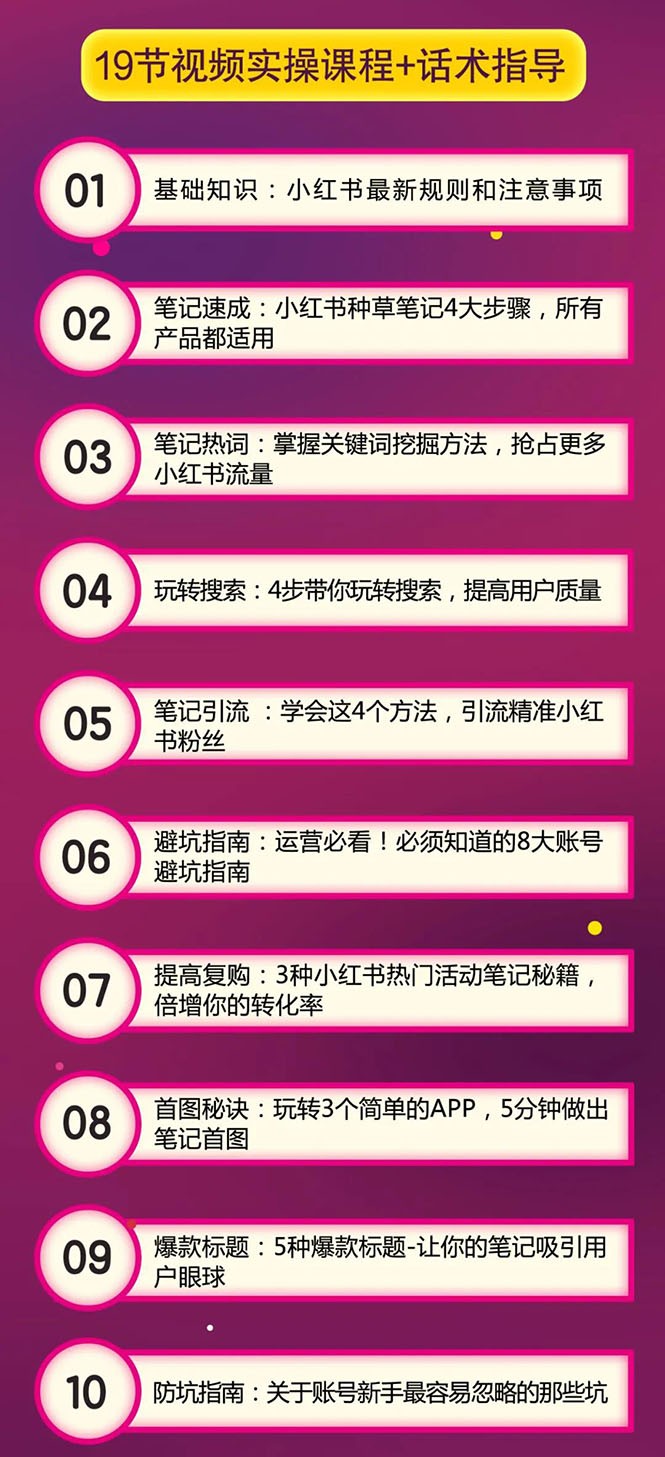 19节视频实操课程+话术指导
01
基础知识：小红书最新规则和注意事项
02
笔记速成：小红书种草笔记4大步骤，所有
产品都适用
03
笔记热词：掌握关键词挖掘方法，抢占更多
小红书流量
04
玩转搜索：4步带你玩转搜索，提高用户质量
05
笔记引流 ：学会这4个方法，引流精准小红
书粉丝
06
避坑指南：运营必看！必须知道的8大账号
避坑指南
07
提高复购：3种小红书热门活动笔记秘籍，
倍增你的转化率
08
首图秘诀：玩转3个简单的APP，5分钟做出
笔记首图
09
爆款标题：5种爆款标题-让你的笔记吸引用
户眼球
10
防坑指南：关于账号新手最容易忽略的那些坑